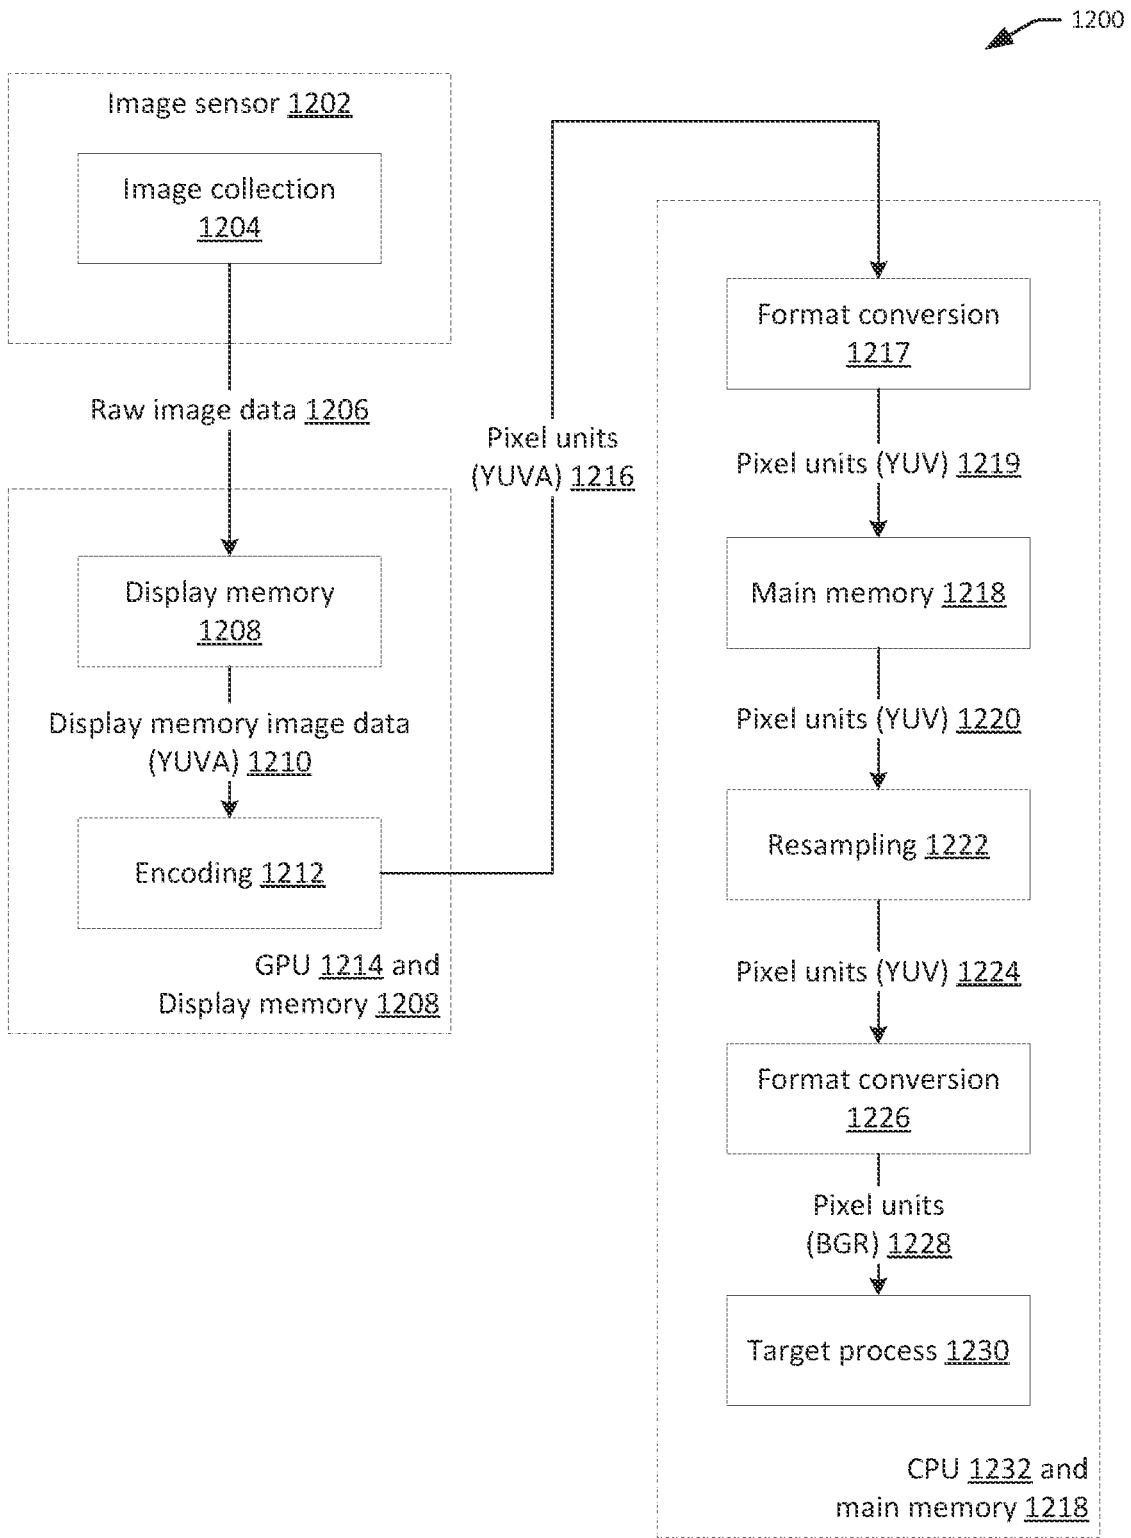 1200
Image sensor 1202
Image collection
1204
Raw image data 1206
Display memory
1208
Display memory image data
(YUVA) 1210
Encoding 1212
GPU 1214 and
Display memory 1208
Pixel units
(YUVA) 1216
Format conversion
1217
Pixel units (YUV) 1219
Main memory 1218
Pixel units (YUV) 1220
Resampling 1222
Pixel units (YUV) 1224
Format conversion
1226
Pixel units
(BGR) 1228
Target process 1230
CPU 1232 and
main memory 1218